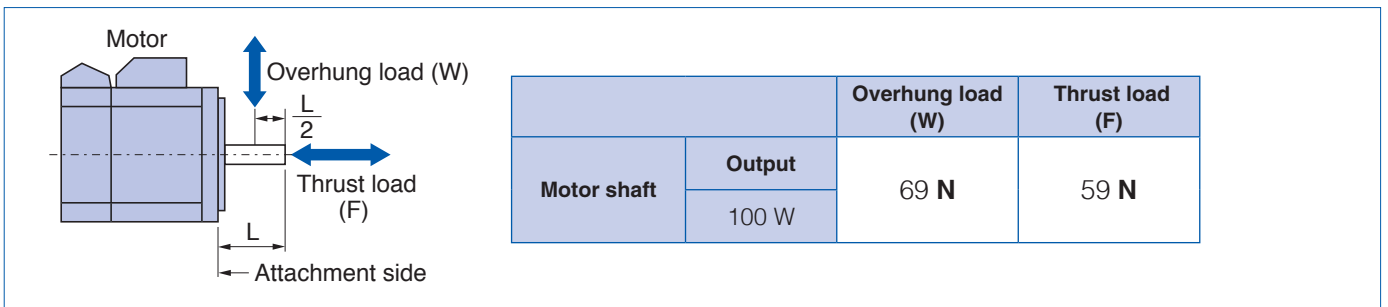 Motor
Overhung load (W)
L
2
Thrust load
(F)
L
Attachment side
Overhung load
(W)
Thrust load
(F)
Motor shaft
Output
100 W
69 N
59 N